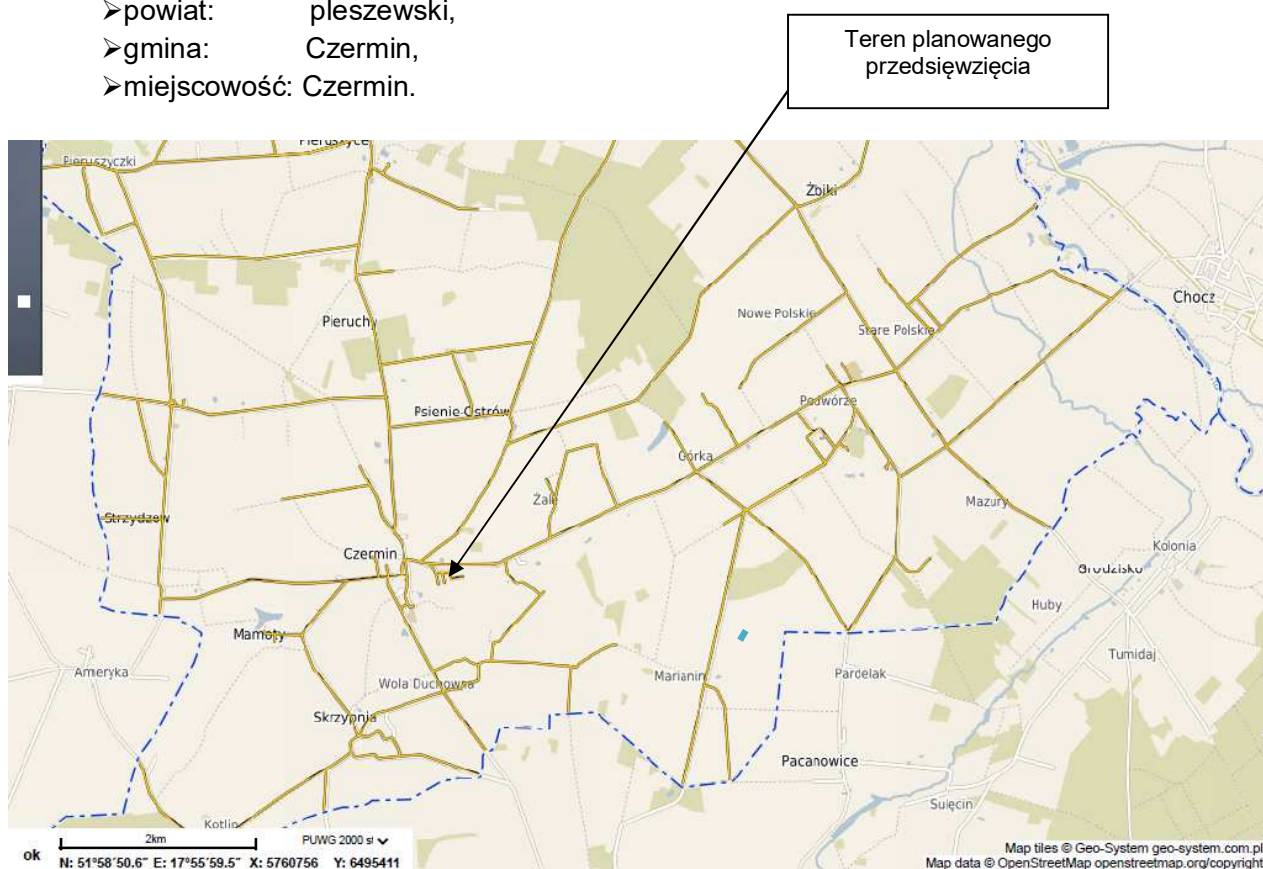 ➢powiat: pleszewski,
➢gmina: Czermin,
➢miejscowość: Czermin.
Teren planowanego
przedsięwzięcia
Pieruszyce
Pieruszyczki
Żbiki
Chocz
Nowe Polskie
Pieruchy
Stare Polskie
Podwórze
Psienie-Ostrów
Górka
Żale
Mazury
Strzydzew
Czermin
Kolonia
Grodzisko
Huby
Mamoty
Tumidaj
Ameryka
Marianin
Pardelak
Wola Duchowna
Skrzypnia
Pacanowice
Sulęcin
Kotlin
2km
PUWG 2000 s
ok
N: 51°58'50.6" E: 17°55'59.5" X: 5760756 Y: 6495411
Map tiles © Geo-System geo-system.com.pl
Map data © OpenStreetMap openstreetmap.org/copyright